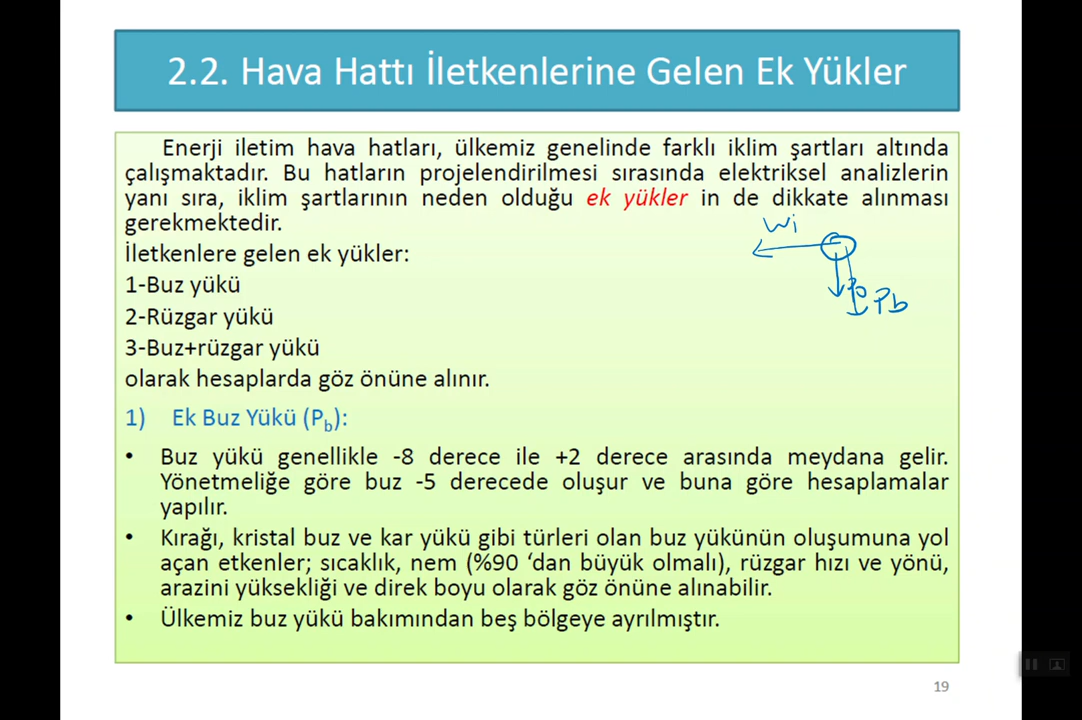 2.2. Hava Hattı İletkenlerine Gelen Ek Yükler
Enerji iletim hava hatları, ülkemiz genelinde farklı iklim şartları altında
çalışmaktadır. Bu hatların projelendirilmesi sırasında elektriksel analizlerin
yanı sıra, iklim şartlarının neden olduğu ek yükler in de dikkate alınması
gerekmektedir.
Wi
İletkenlere gelen ek yükler:
1-Buz yükü
Pb
2-Rüzgar yükü
3-Buz+rüzgar yükü
olarak hesaplarda göz önüne alınır.
1) Ek Buz Yükü (Pb):
• Buz yükü genellikle -8 derece ile +2 derece arasında meydana gelir.
Yönetmeliğe göre buz -5 derecede oluşur ve buna göre hesaplamalar
yapılır.
• Kırağı, kristal buz ve kar yükü gibi türleri olan buz yükünün oluşumuna yol
açan etkenler; sıcaklık, nem (%90 ‘dan büyük olmalı), rüzgar hızı ve yönü,
arazini yüksekliği ve direk boyu olarak göz önüne alınabilir.
• Ülkemiz buz yükü bakımından beş bölgeye ayrılmıştır.
19